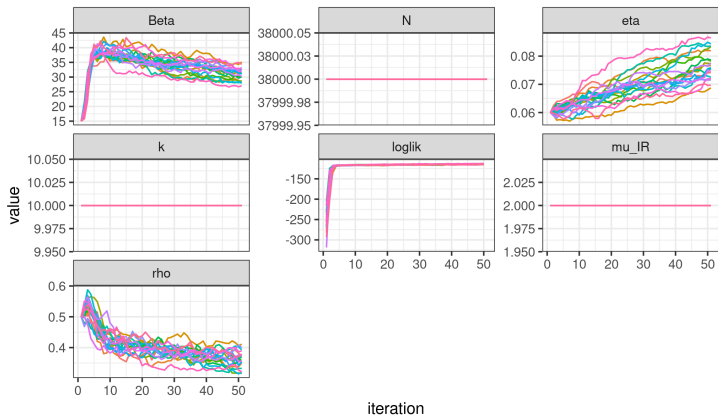 Beta
N
eta
45
40
35
30
25
20
15
38000.05
38000.03
38000.00
37999.98
37999.95
0.08
0.07
0.06
k
loglik
mu_IR
10.050
10.025
10.000
9.975
9.950
-150
-200
-250
-300
2.025
2.000
1.975
1.950
0 10 20 30 40 50
0 10 20 30 40 50
rho
0.6
0.5
0.4
0 10 20 30 40 50
value
iteration